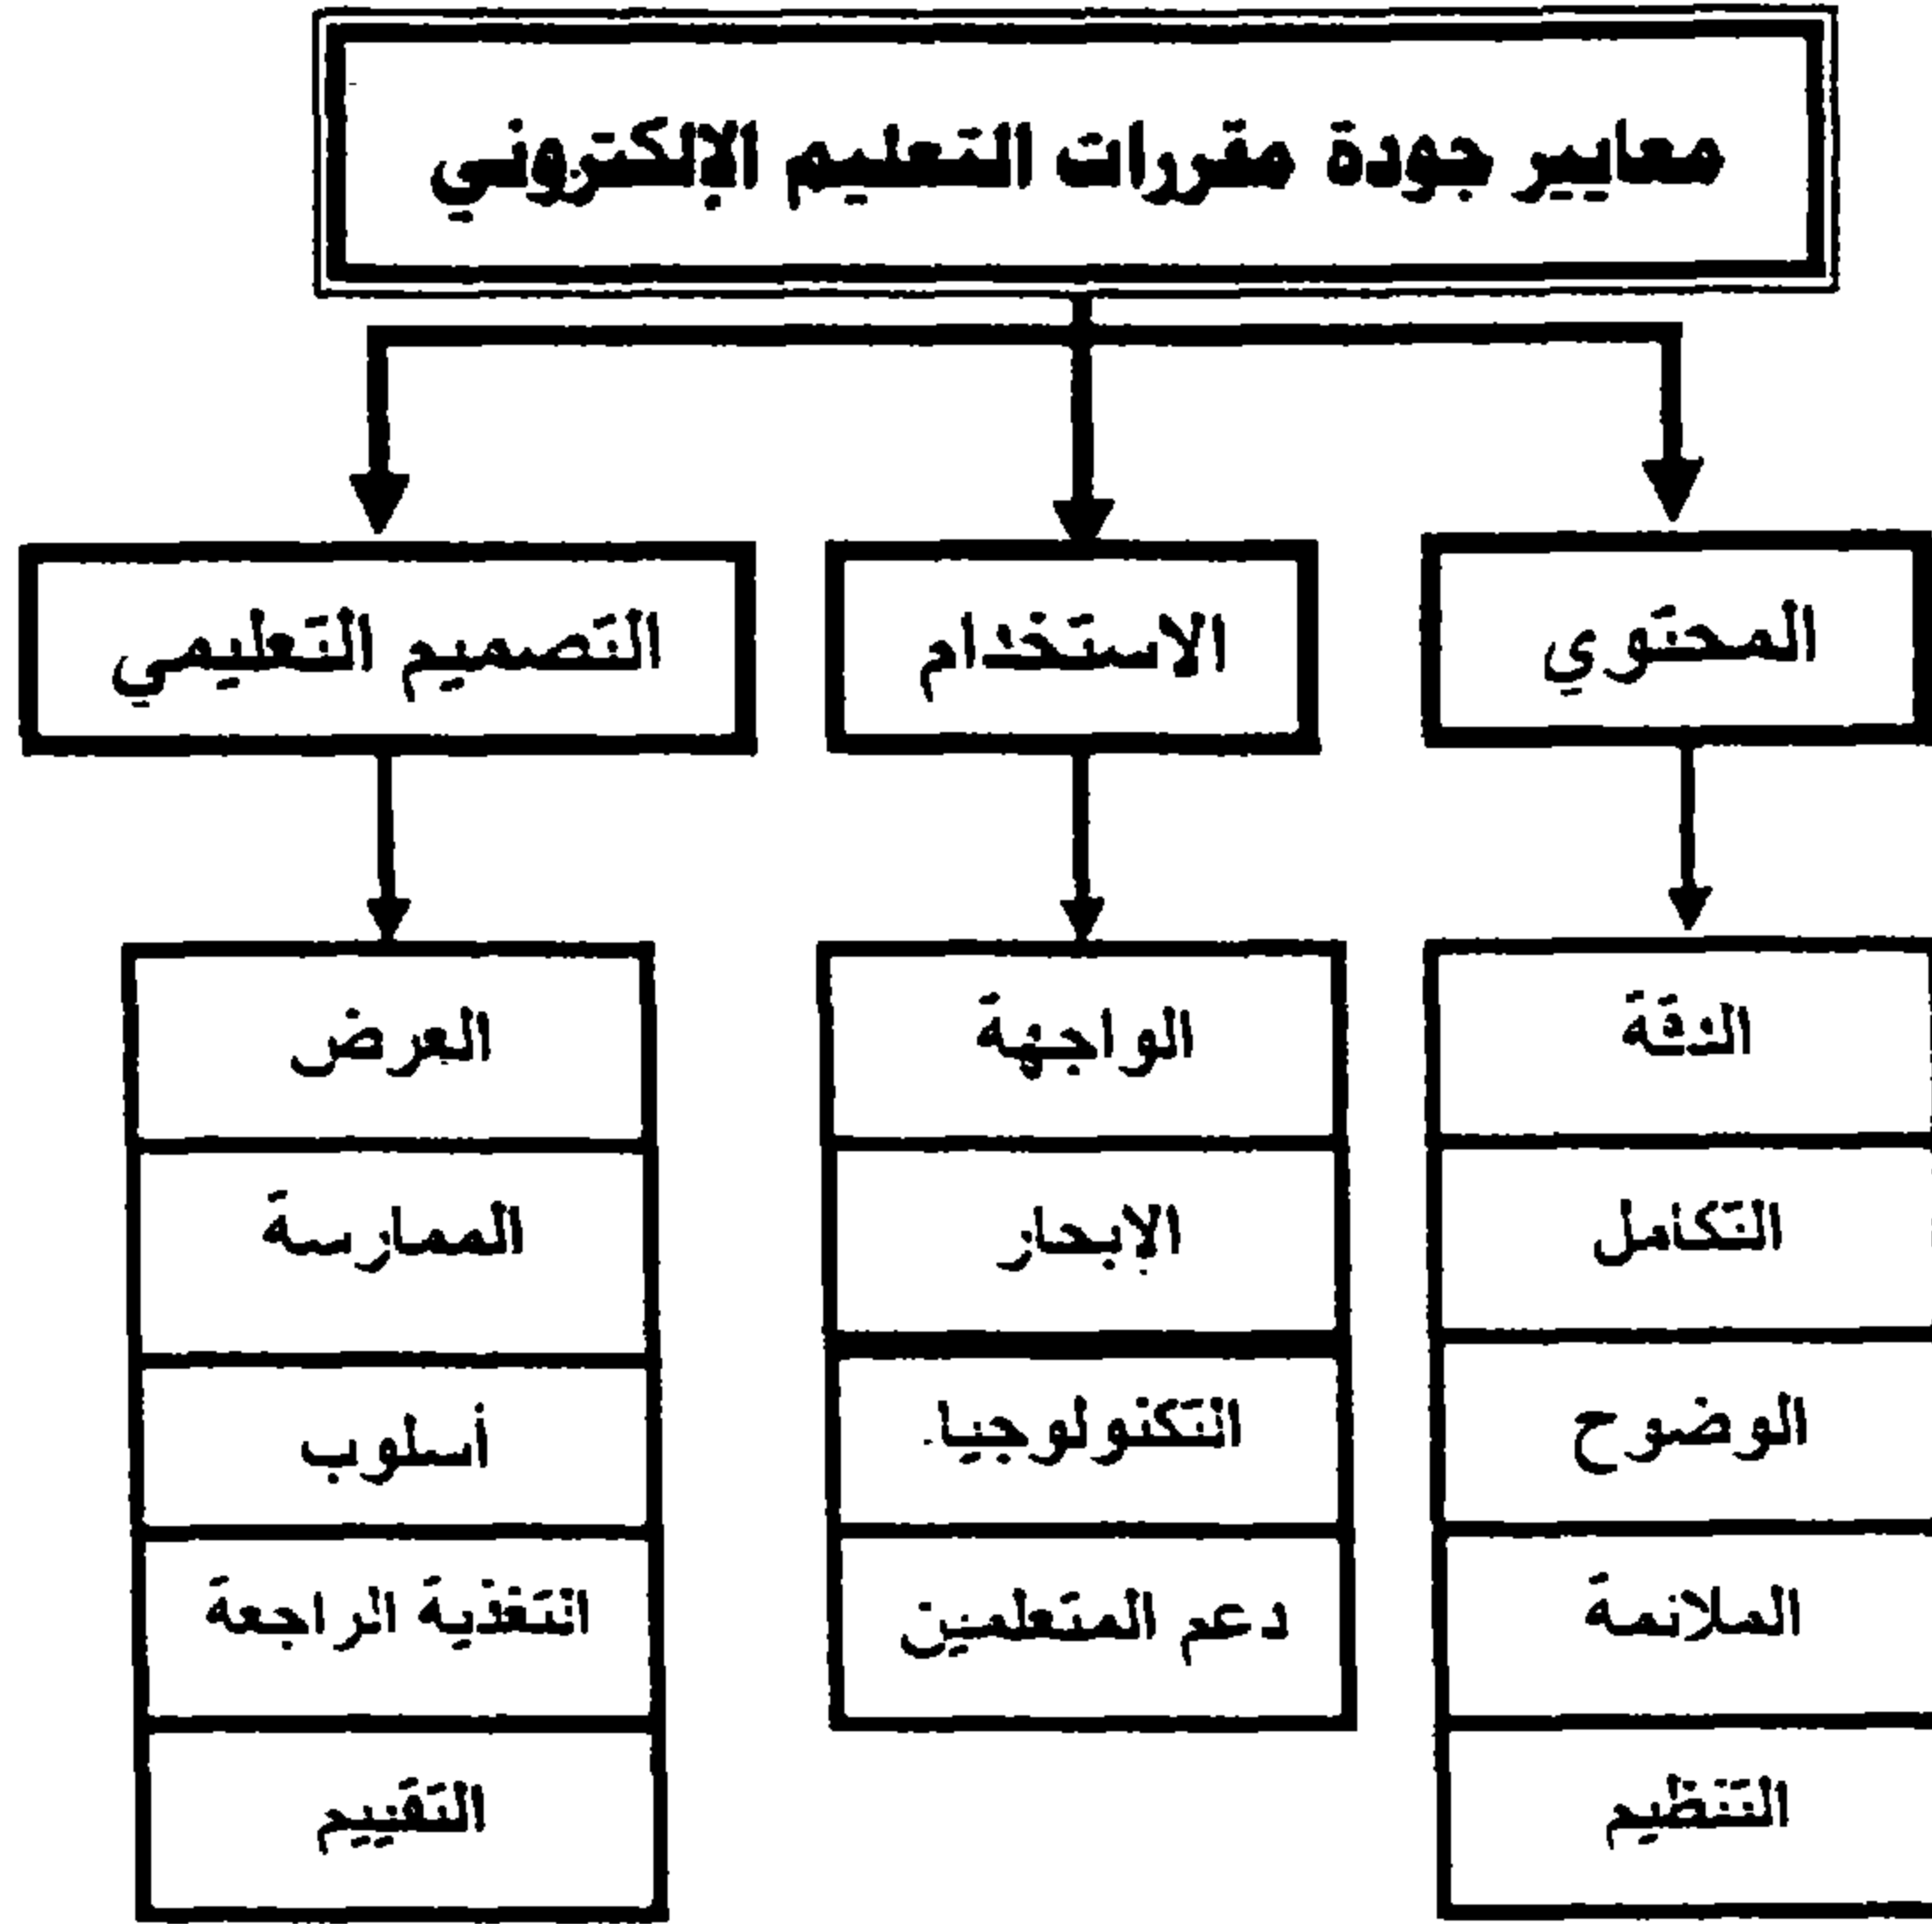 معايير جودة مقررات التعليم الإلكتروني
المحتوي
الاستخدام
التصميم التعليمي
الدقة
التكامل
الوضوح
الملائمة
التنظيم
الواجهة
الإبحار
التكنولوجيا
دعم المتعلمين
العرض
الممارسة
أسلوب
التغذية الراجعة
التقييم